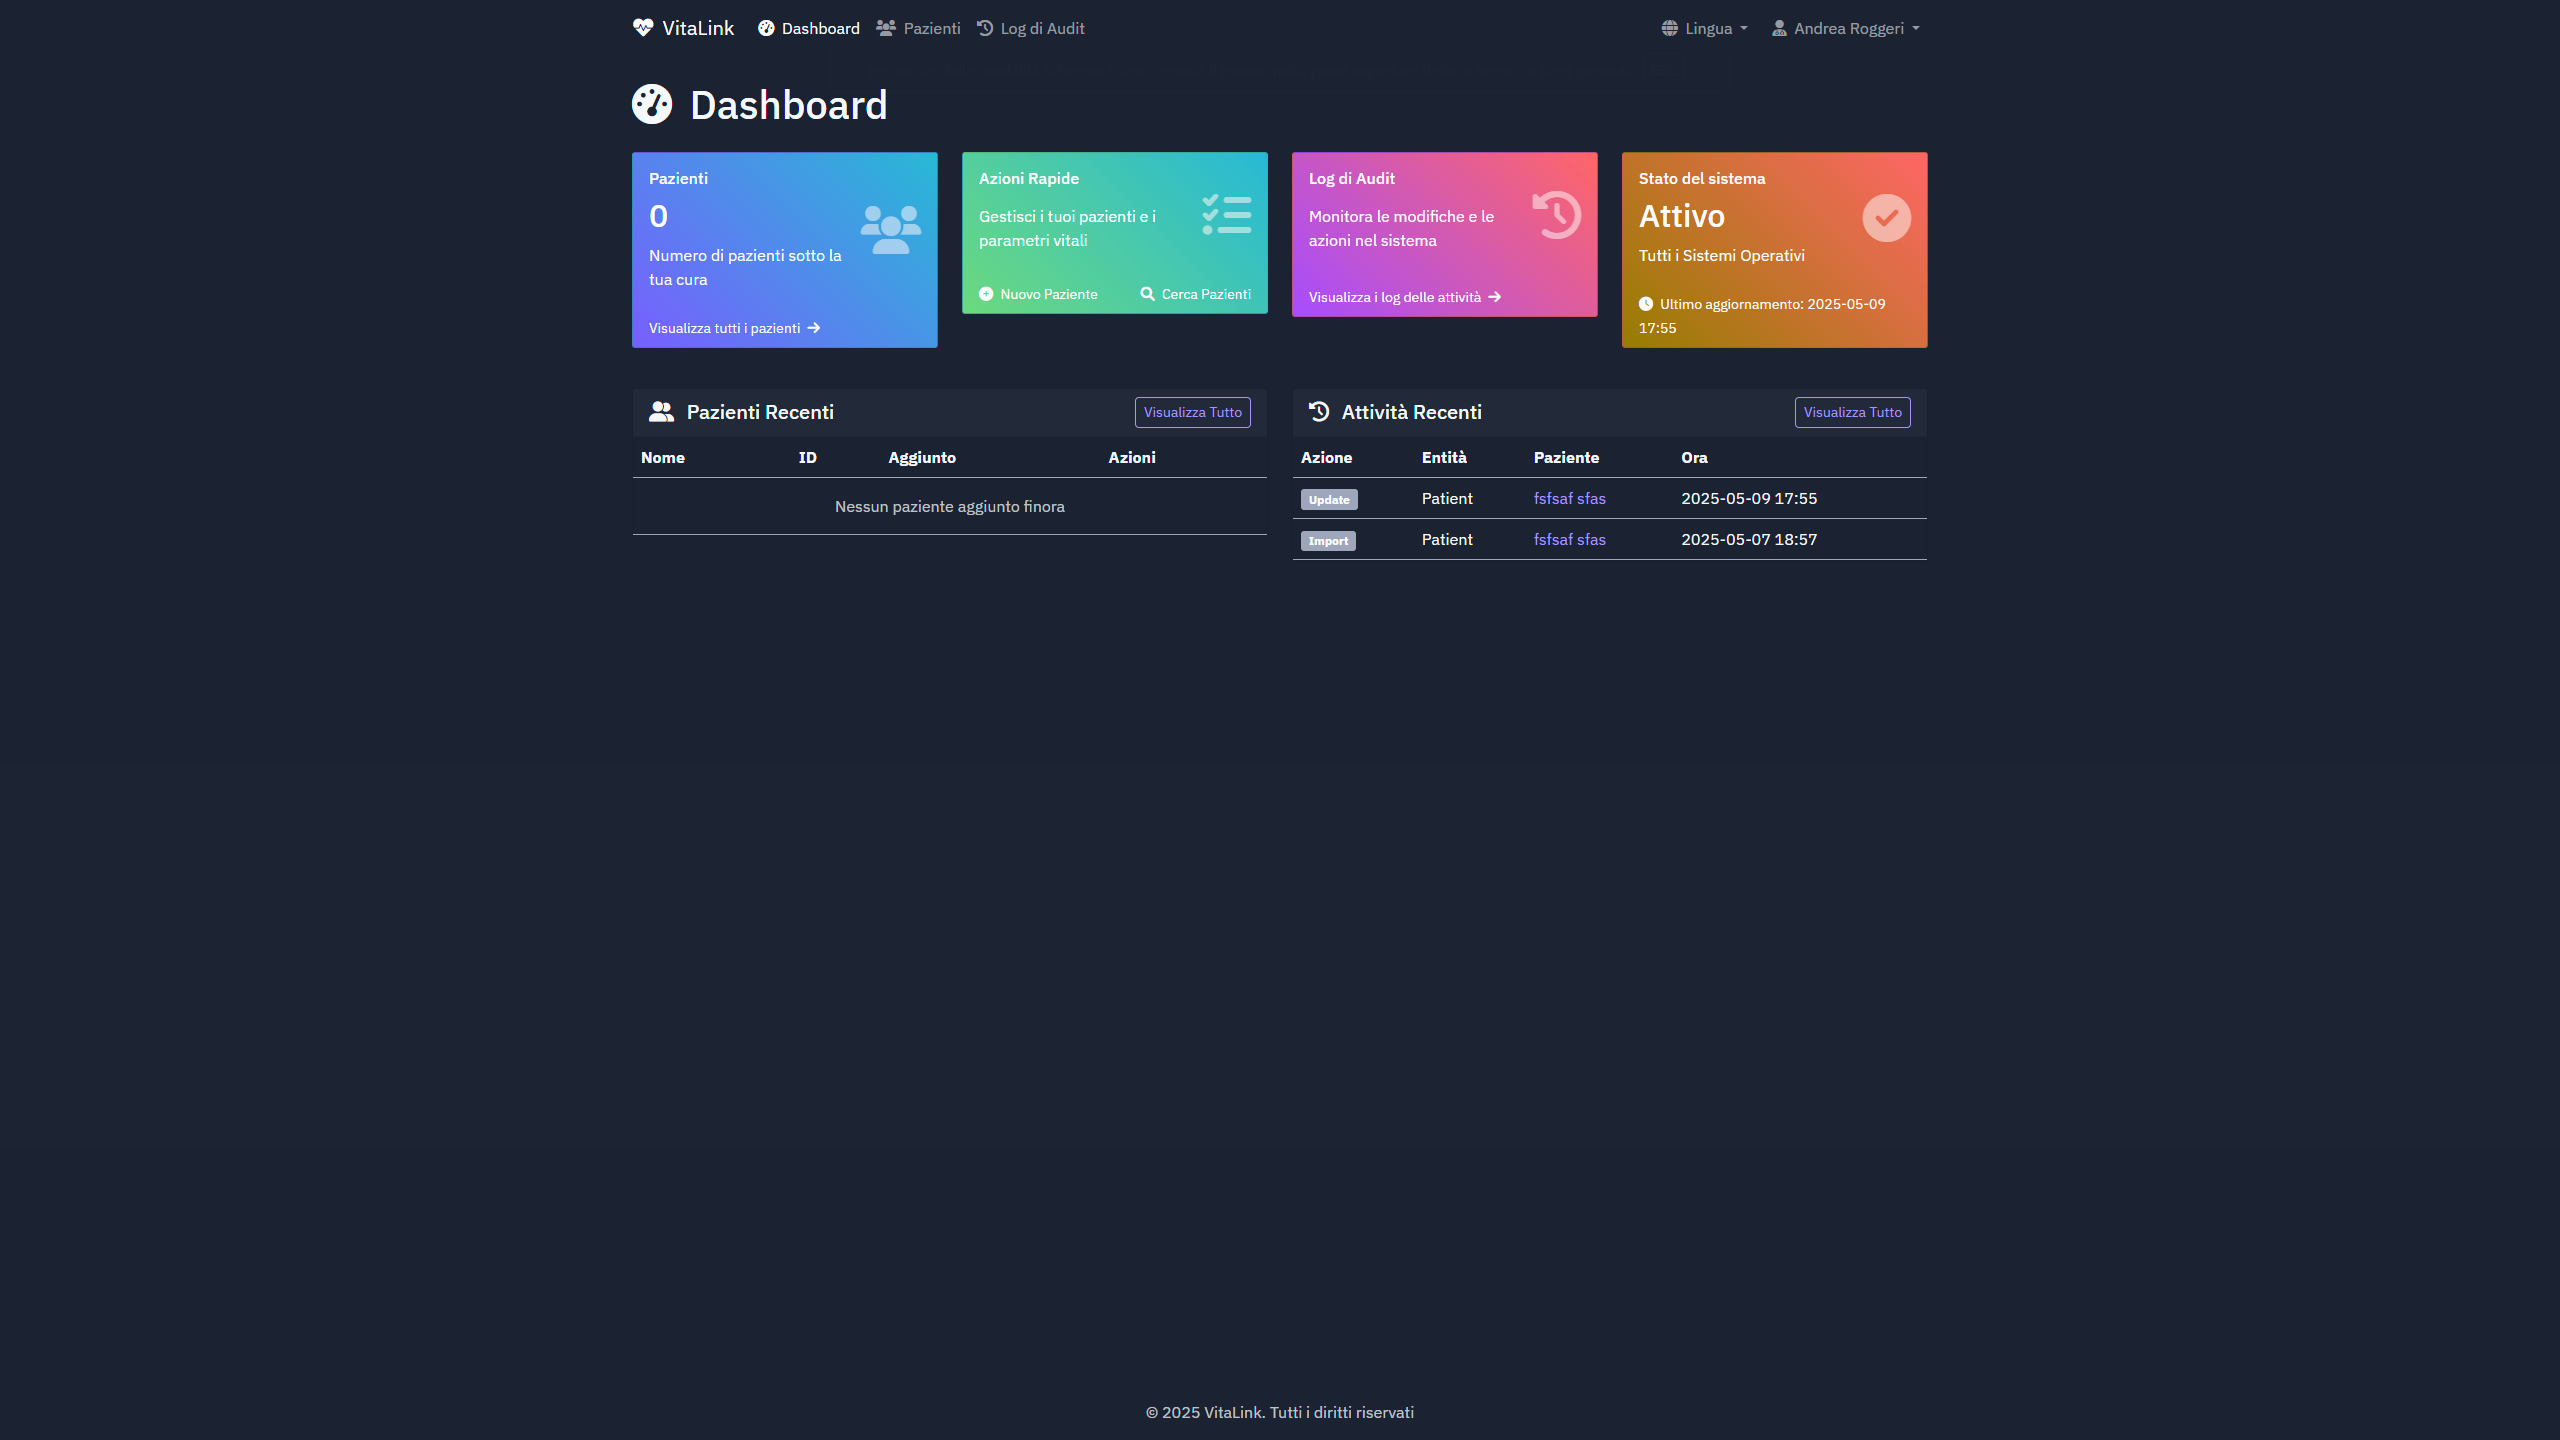 VitaLink Dashboard Pazienti Log di Audit Lingua Andrea Roggeri
Dashboard
Pazienti
0
Numero di pazienti sotto la
tua cura
Visualizza tutti i pazienti
Azioni Rapide
Gestisci i tuoi pazienti e i
parametri vitali
Nuovo Paziente Cerca Pazienti
Log di Audit
Monitora le modifiche e le
azioni nel sistema
Visualizza i log delle attività
Stato del sistema
Attivo
Tutti i Sistemi Operativi
Ultimo aggiornamento: 2025-05-09
17:55
Pazienti Recenti Visualizza Tutto
Nome ID Aggiunto Azioni
Nessun paziente aggiunto finora
Attività Recenti Visualizza Tutto
Azione Entità Paziente Ora
Update Patient fsfsaf sfas 2025-05-09 17:55
Import Patient fsfsaf sfas 2025-05-07 18:57
© 2025 VitaLink. Tutti i diritti riservati